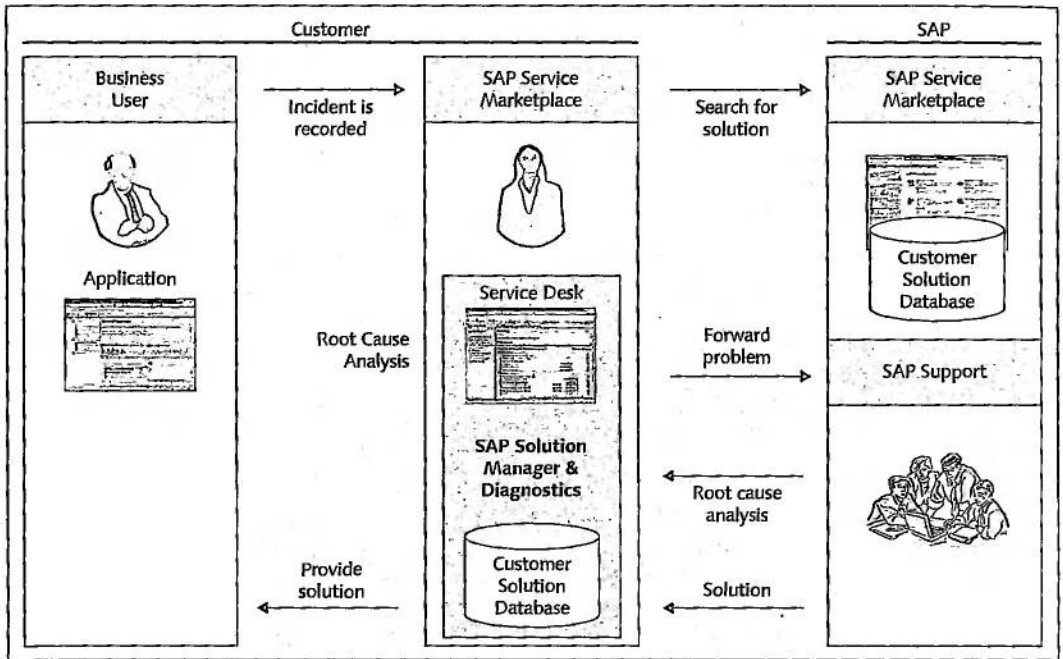 Customer
SAP
Business
User
Incident is
recorded
SAP Service
Marketplace
Search for
solution
SAP Service
Marketplace
Application
Root Cause
Analysis
Service Desk
SAP Solution
Manager &
Diagnostics
Customer
Solution
Database
Customer
Solution
Database
Forward
problem
SAP Support
Root cause
analysis
Provide
solution
Solution